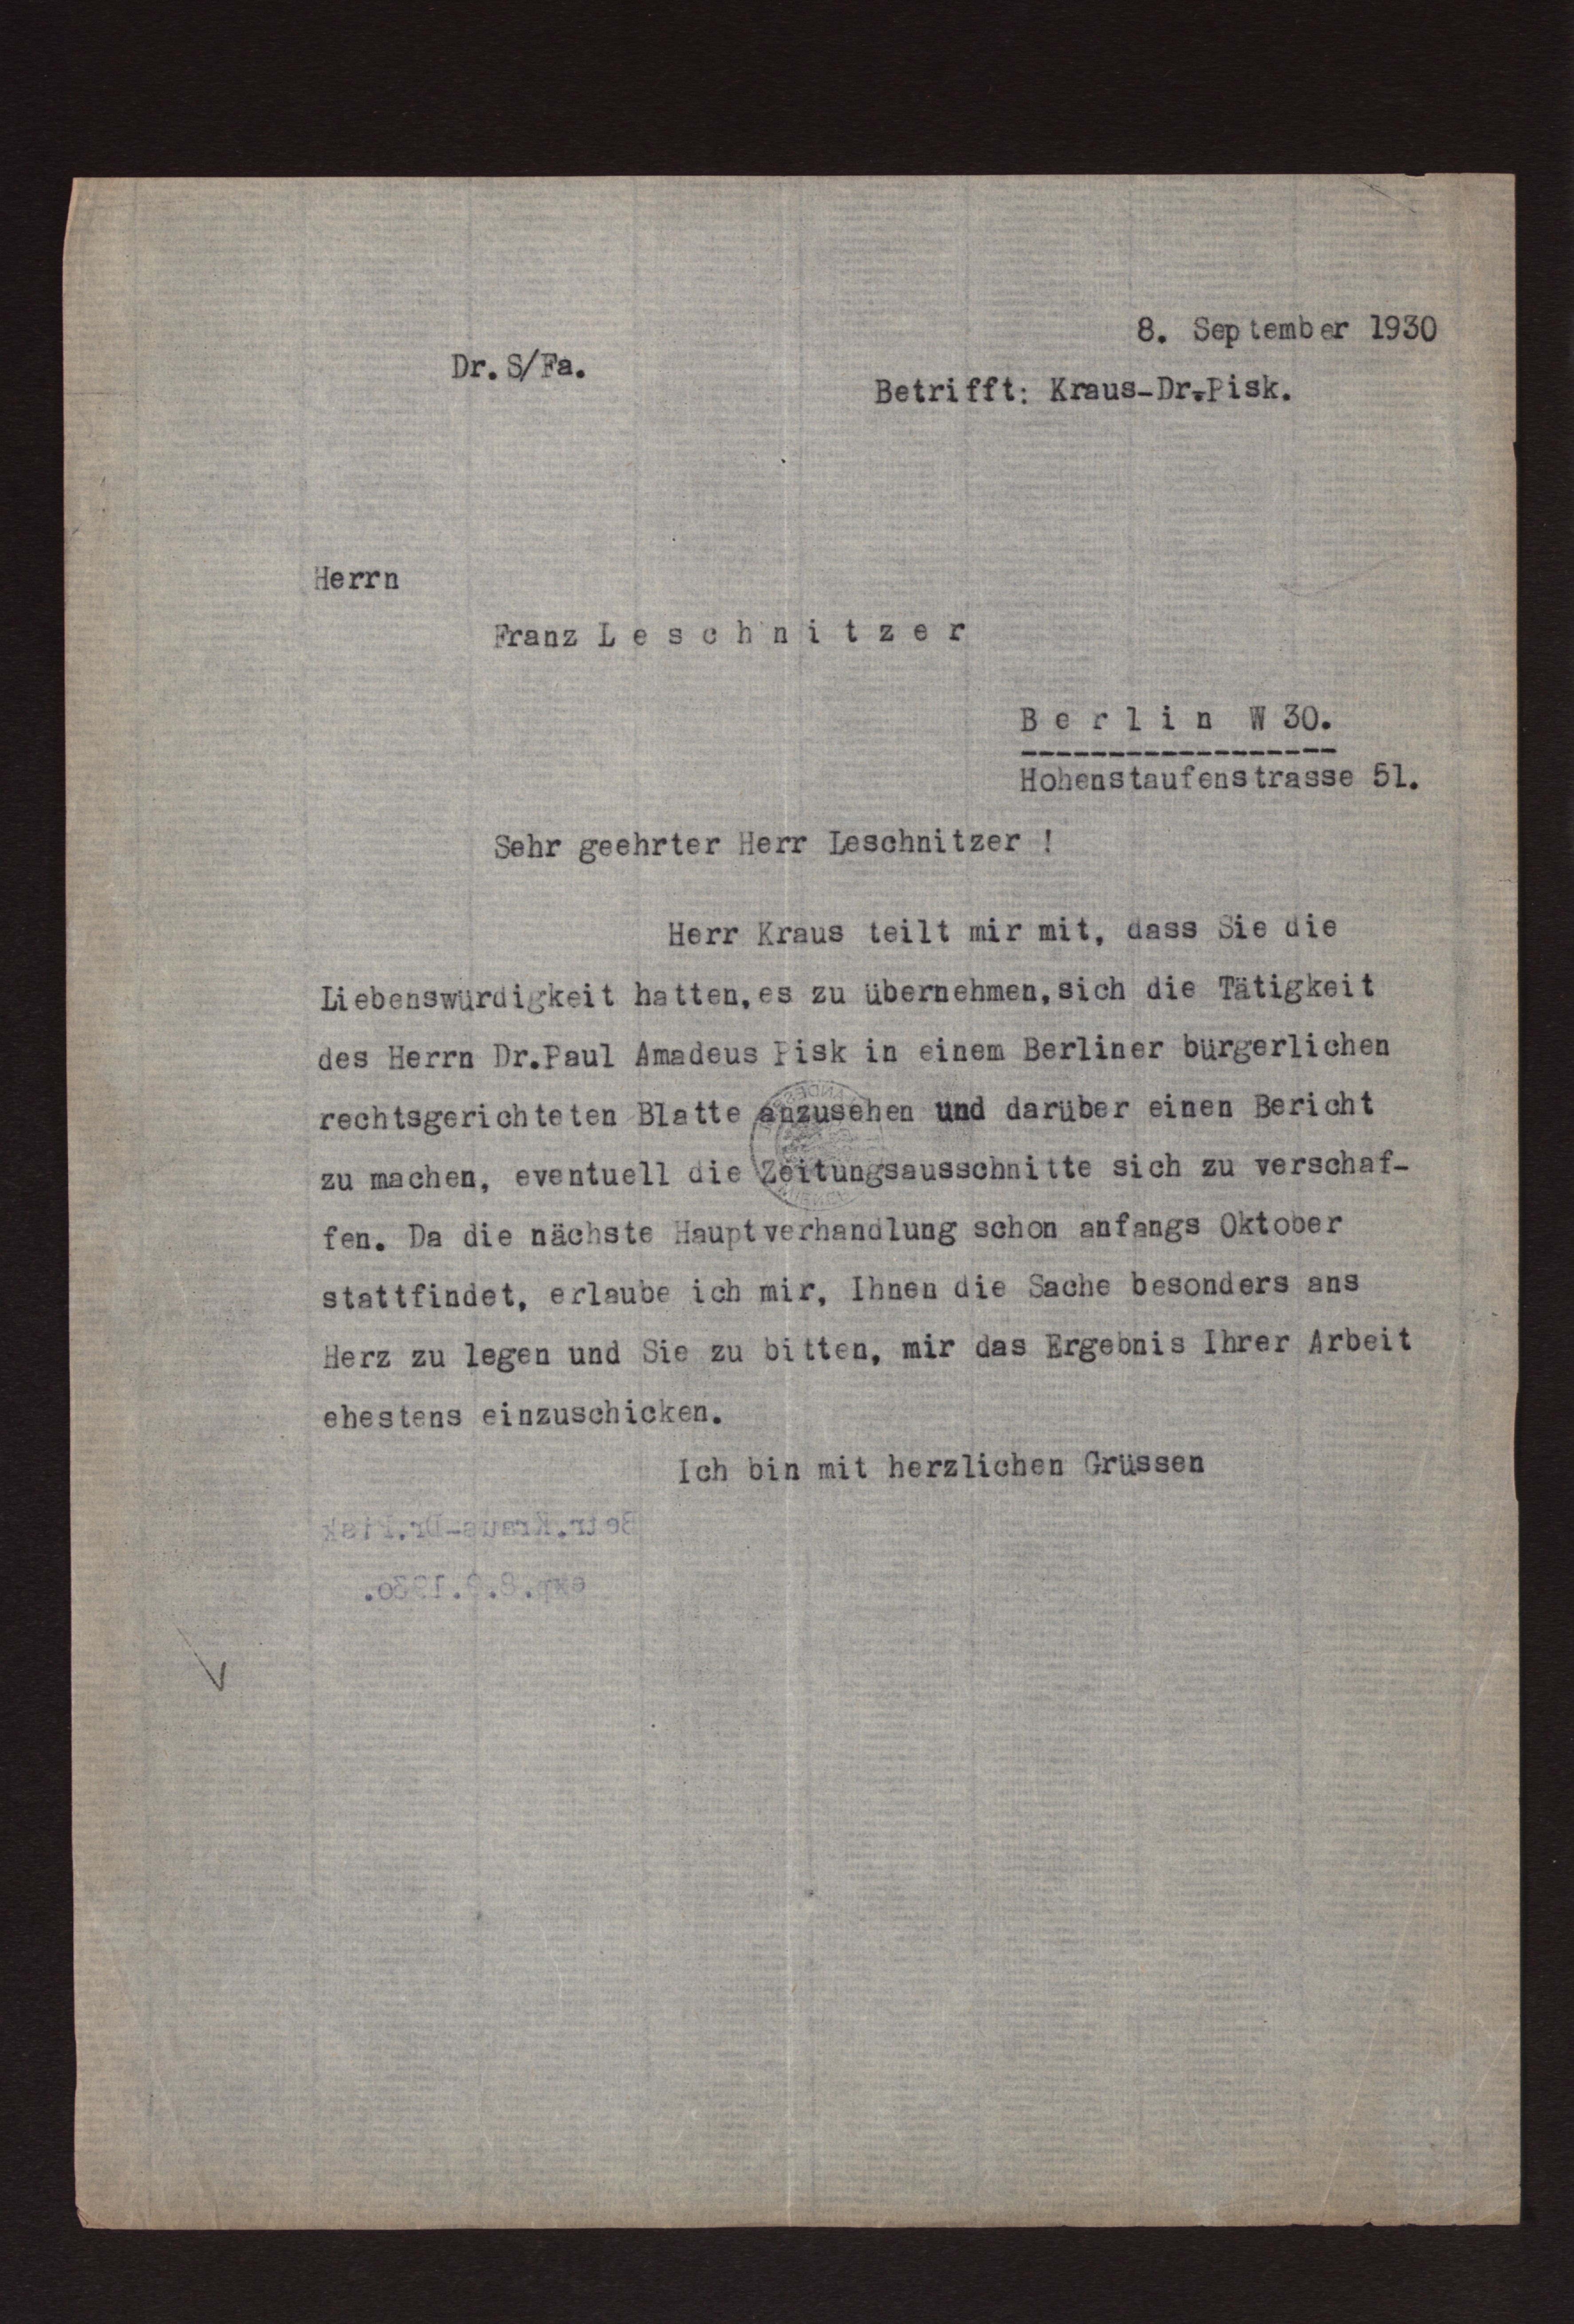 8. September 1930
Dr. S/Fa.
Betrifft: Kraus-Dr.Pisk.
Herrn
Franz L e s c h n i t z e r
B e r l i n  W 30.
------------------
Hohenstaufenstrasse 51.
Sehr geehrter Herr Leschnitzer !
Herr Kraus teilt mir mit, dass Sie die
Liebenswürdigkeit hatten, es zu übernehmen, sich die Tätigkeit
des Herrn Dr.Paul Amadeus Pisk in einem Berliner bürgerlichen
rechtsgerichteten Blatte anzusehen und darüber einen Bericht
zu machen, eventuell die Zeitungsausschnitte sich zu verschaf-
fen. Da die nächste Hauptverhandlung schon anfangs Oktober
stattfindet, erlaube ich mir, Ihnen die Sache besonders ans
Herz zu legen und Sie zu bitten, mir das Ergebnis Ihrer Arbeit
ehestens einzuschicken.
Ich bin mit herzlichen Grüssen
Betr.Kraus-Dr.Pisk
exp.8.9.1930.